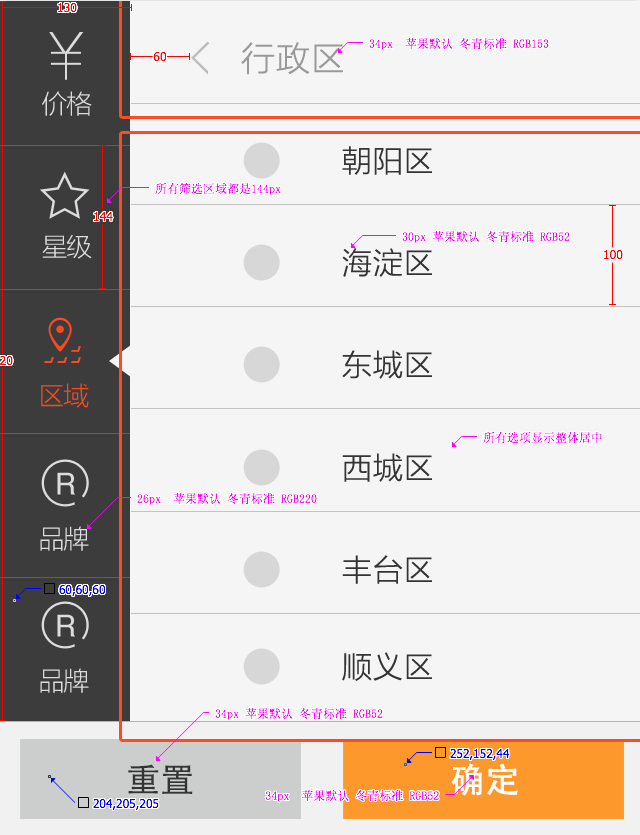 130
60
行政区
34px 苹果默认 冬青标准 RGB153
价格
朝阳区
所有筛选区域都是144px
144
星级
30px 苹果默认 冬青标准 RGB52
海淀区
100
20
东城区
区域
所有选项显示整体居中
西城区
26px 苹果默认 冬青标准 RGB220
R
品牌
丰台区
60,60,60
R
品牌
顺义区
34px 苹果默认 冬青标准 RGB52
252,152,44
重置
确定
34px 苹果默认 冬青标准 RGB52
204,205,205